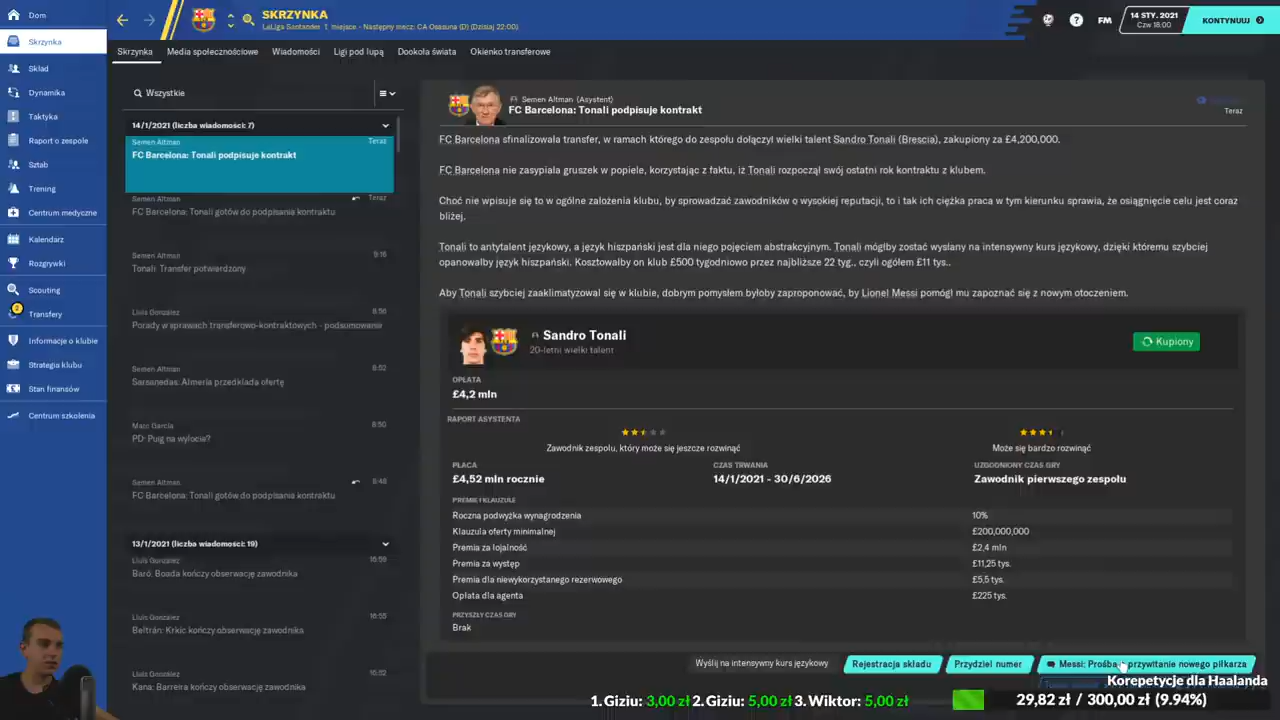 Dom
SKRZYNKA
LaLiga Santander 1. miejsce - Następny mecz: CA Osasuna (D) (Dzisiaj 22:00)
FM
14 STY. 2021
Czw 18:00
KONTYNUUJ
Skrzynka
Skład
Dynamika
Taktyka
Raport o zespole
Sztab
Trening
Centrum medyczne
Kalendarz
Rozgrywki
Scouting
2
Transfery
Informacje o klubie
Strategia klubu
Stan finansów
Centrum szkolenia
Skrzynka Media społecznościowe Wiadomości Ligi pod lupą Dookoła świata Okienko transferowe
Wszystkie
14/1/2021 (liczba wiadomości: 7)
Semen Altman Teraz
FC Barcelona: Tonali podpisuje kontrakt
Semen Altman Teraz
FC Barcelona: Tonali gotów do podpisania kontraktu
Semen Altman 9:16
Tonali: Transfer potwierdzony
Lluís González 8:56
Porady w sprawach transferowo-kontraktowych - podsumowanie
Semen Altman 8:52
Sarsanedas: Almería przedkłada ofertę
Marc García 8:50
PD: Puig na wylocie?
Semen Altman 8:48
FC Barcelona: Tonali gotów do podpisania kontraktu
13/1/2021 (liczba wiadomości: 19)
Lluís González 16:59
Baró: Boada kończy obserwację zawodnika
Lluís González 16:55
Beltrán: Krkic kończy obserwację zawodnika
Lluís González 16:52
Kana: Barreira kończy obserwację zawodnika
Semen Altman (Asystent)
FC Barcelona: Tonali podpisuje kontrakt
Teraz
FC Barcelona sfinalizowała transfer, w ramach którego do zespołu dołączył wielki talent Sandro Tonali (Brescia), zakupiony za £4,200,000.
FC Barcelona nie zasypiała gruszek w popiele, korzystając z faktu, iż Tonali rozpoczął swój ostatni rok kontraktu z klubem.
Choć nie wpisuje się to w ogólne założenia klubu, by sprowadzać zawodników o wysokiej reputacji, to i tak ich ciężka praca w tym kierunku sprawia, że osiągnięcie celu jest coraz
bliżej.
Tonali to antytalent językowy, a język hiszpański jest dla niego pojęciem abstrakcyjnym. Tonali mógłby zostać wysłany na intensywny kurs językowy, dzięki któremu szybciej
opanowałby język hiszpański. Kosztowałby on klub £500 tygodniowo przez najbliższe 22 tyg., czyli ogółem £11 tys..
Aby Tonali szybciej zaaklimatyzował się w klubie, dobrym pomysłem byłoby zaproponować, by Lionel Messi pomógł mu zapoznać się z nowym otoczeniem.
Sandro Tonali
20-letni wielki talent
Kupiony
OPŁATA
£4,2 mln
RAPORT ASYSTENTA
Zawodnik zespołu, który może się jeszcze rozwinąć Może się bardzo rozwinąć
PŁACA CZAS TRWANIA UZGODNIONY CZAS GRY
£4,52 mln rocznie 14/1/2021 - 30/6/2026 Zawodnik pierwszego zespołu
PREMIE I KLAUZULE
Roczna podwyżka wynagrodzenia 10%
Klauzula oferty minimalnej £200,000,000
Premia za lojalność £2,4 mln
Premia za występ £11,25 tys.
Premia dla niewykorzystanego rezerwowego £5,5 tys.
Opłata dla agenta £225 tys.
PRZYSZŁY CZAS GRY
Brak
Wyślij na intensywny kurs językowy Rejestracja składu Przydziel numer Messi: Prośba o przywitanie nowego piłkarza
Korepetycje dla Haalanda
1. Giziu: 3,00 zł 2. Giziu: 5,00 zł 3. Wiktor: 5,00 zł
29,82 zł / 300,00 zł (9.94%)